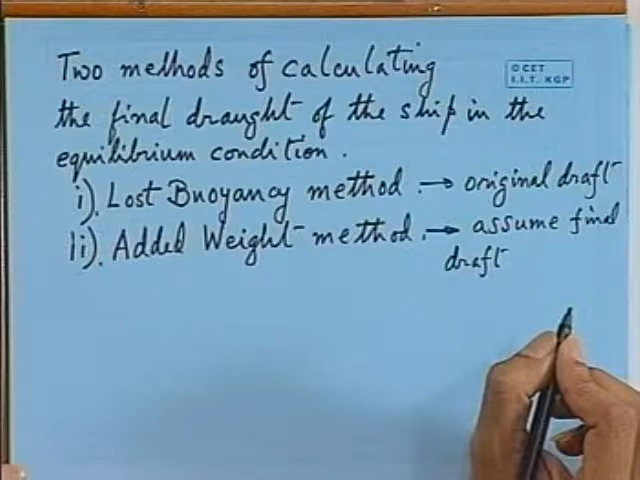 Two methods of calculating
©CET
I.I.T. KGP
the final draught of the ship in the
equilibrium condition.
i). Lost Buoyancy method. → original draft
ii). Added Weight method. → assume final
draft